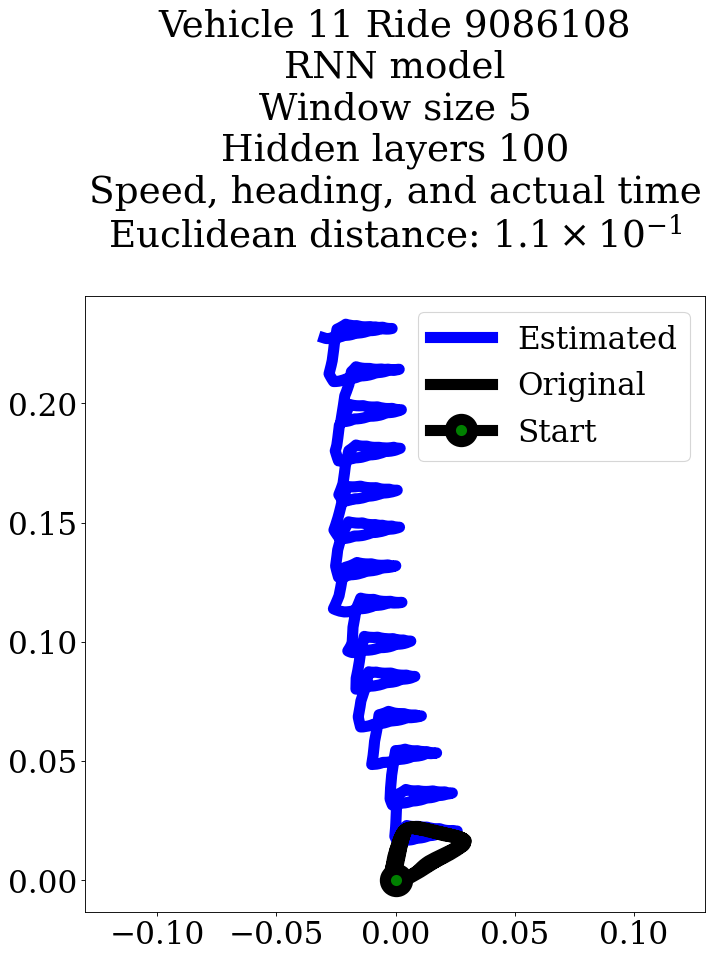 Vehicle 11 Ride 9086108
RNN model
Window size 5
Hidden layers 100
Speed, heading, and actual time
Euclidean distance: 1.1 × 10⁻¹
Estimated
Original
Start
0.20
0.15
0.10
0.05
0.00
−0.10 −0.05 0.00 0.05 0.10